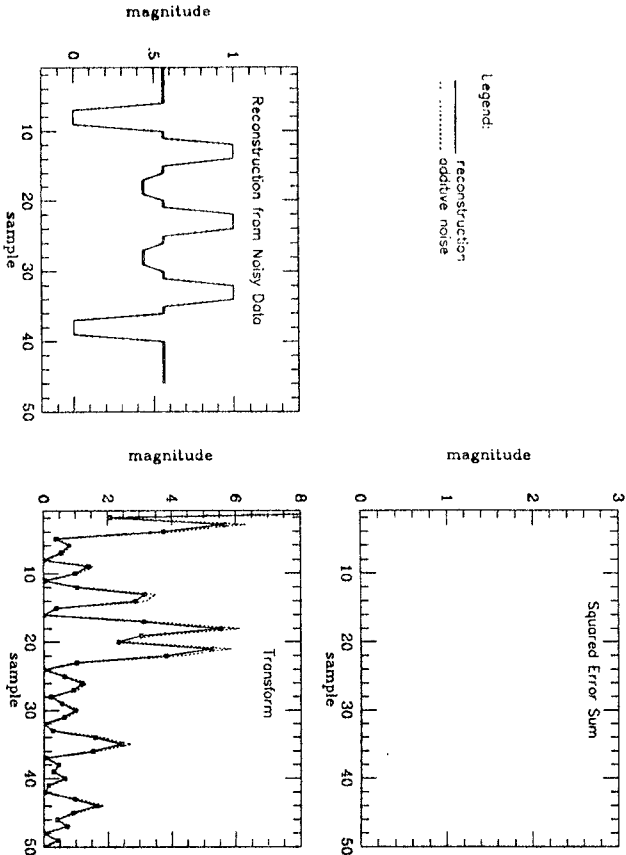 Legend:
reconstruction
additive noise
Squared Error Sum
magnitude
0
1
2
3
10
20
30
40
50
sample
Reconstruction from Noisy Data
magnitude
0
.5
1
10
20
30
40
50
sample
Transform
magnitude
0
2
4
6
8
10
20
30
40
50
sample